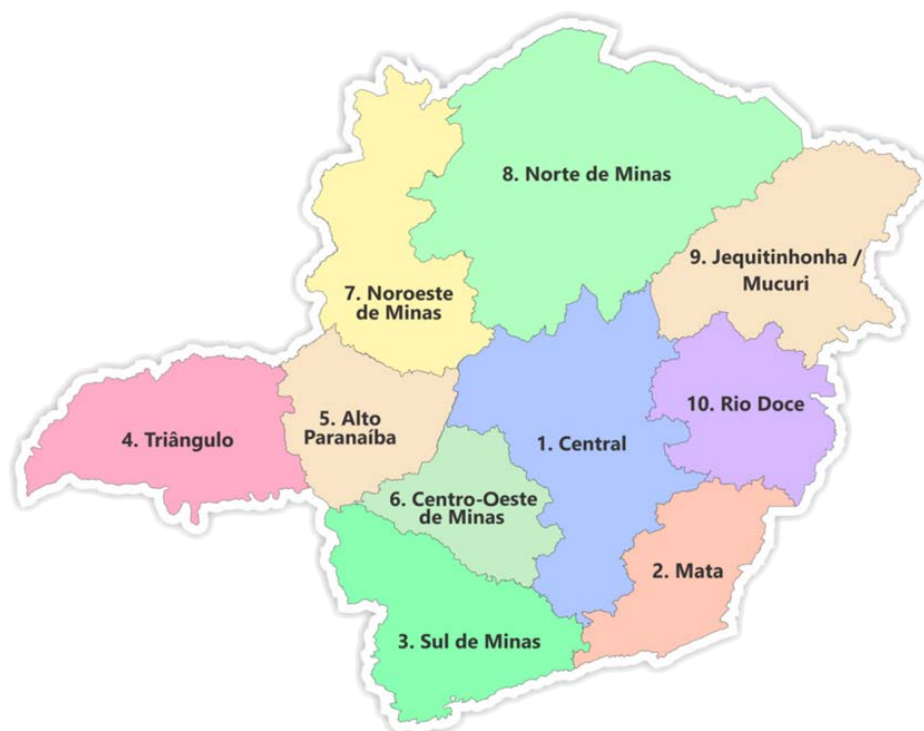 8. Norte de Minas
9. Jequitinhonha /
Mucuri
7. Noroeste
de Minas
10. Rio Doce
5. Alto
Paranaíba
4. Triângulo
1. Central
6. Centro-Oeste
de Minas
2. Mata
3. Sul de Minas